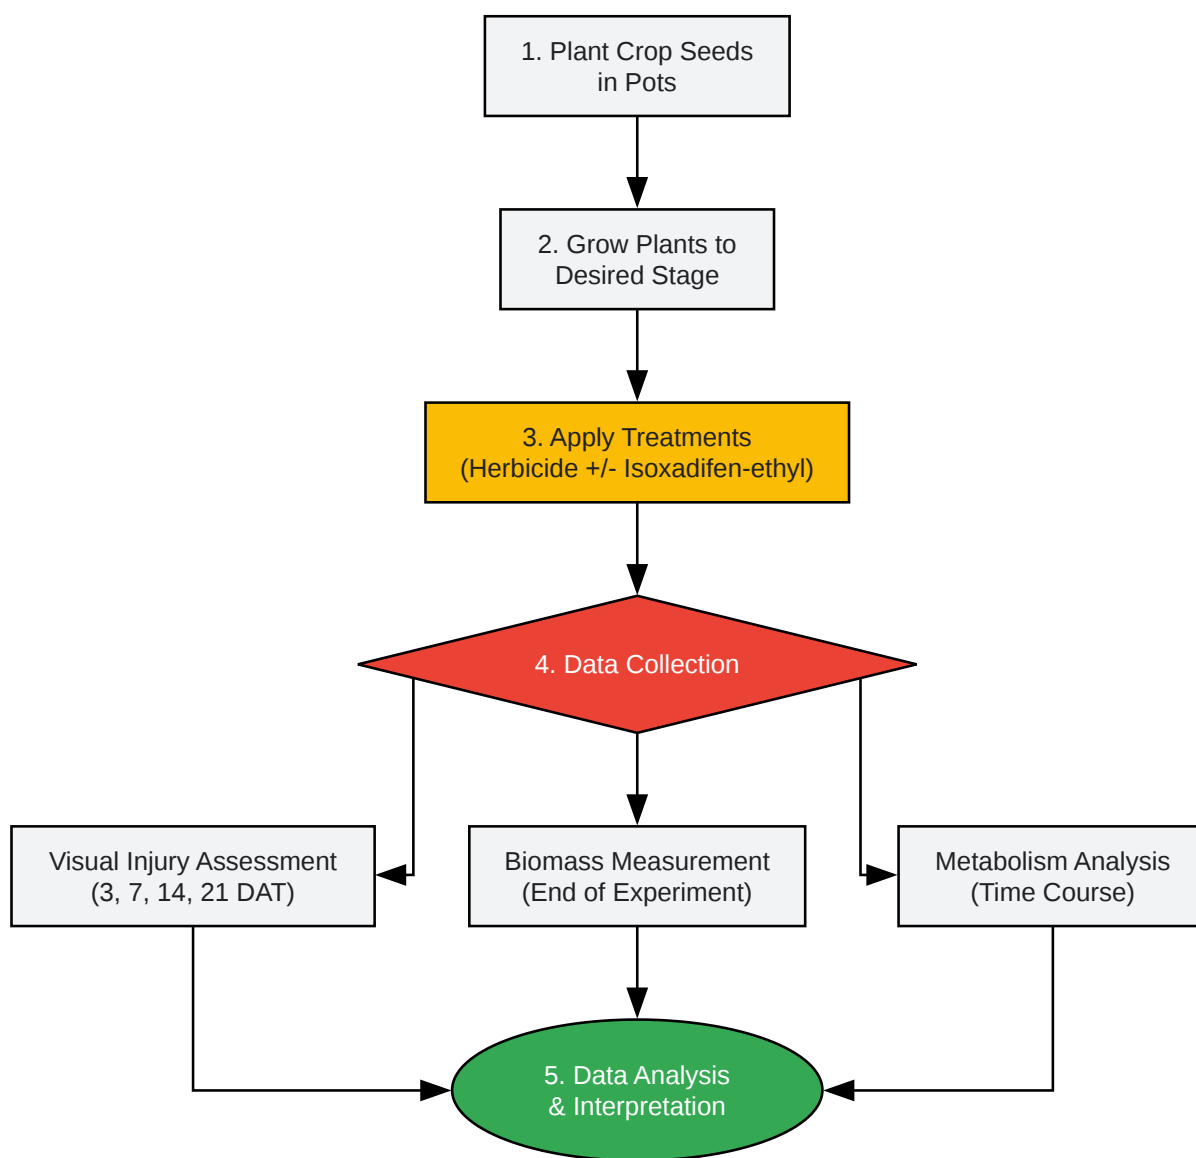 1. Plant Crop Seeds
in Pots
2. Grow Plants to
Desired Stage
3. Apply Treatments
(Herbicide +/- Isoxadifen-ethyl)
4. Data Collection
Visual Injury Assessment
(3, 7, 14, 21 DAT)
Biomass Measurement
(End of Experiment)
Metabolism Analysis
(Time Course)
5. Data Analysis
& Interpretation